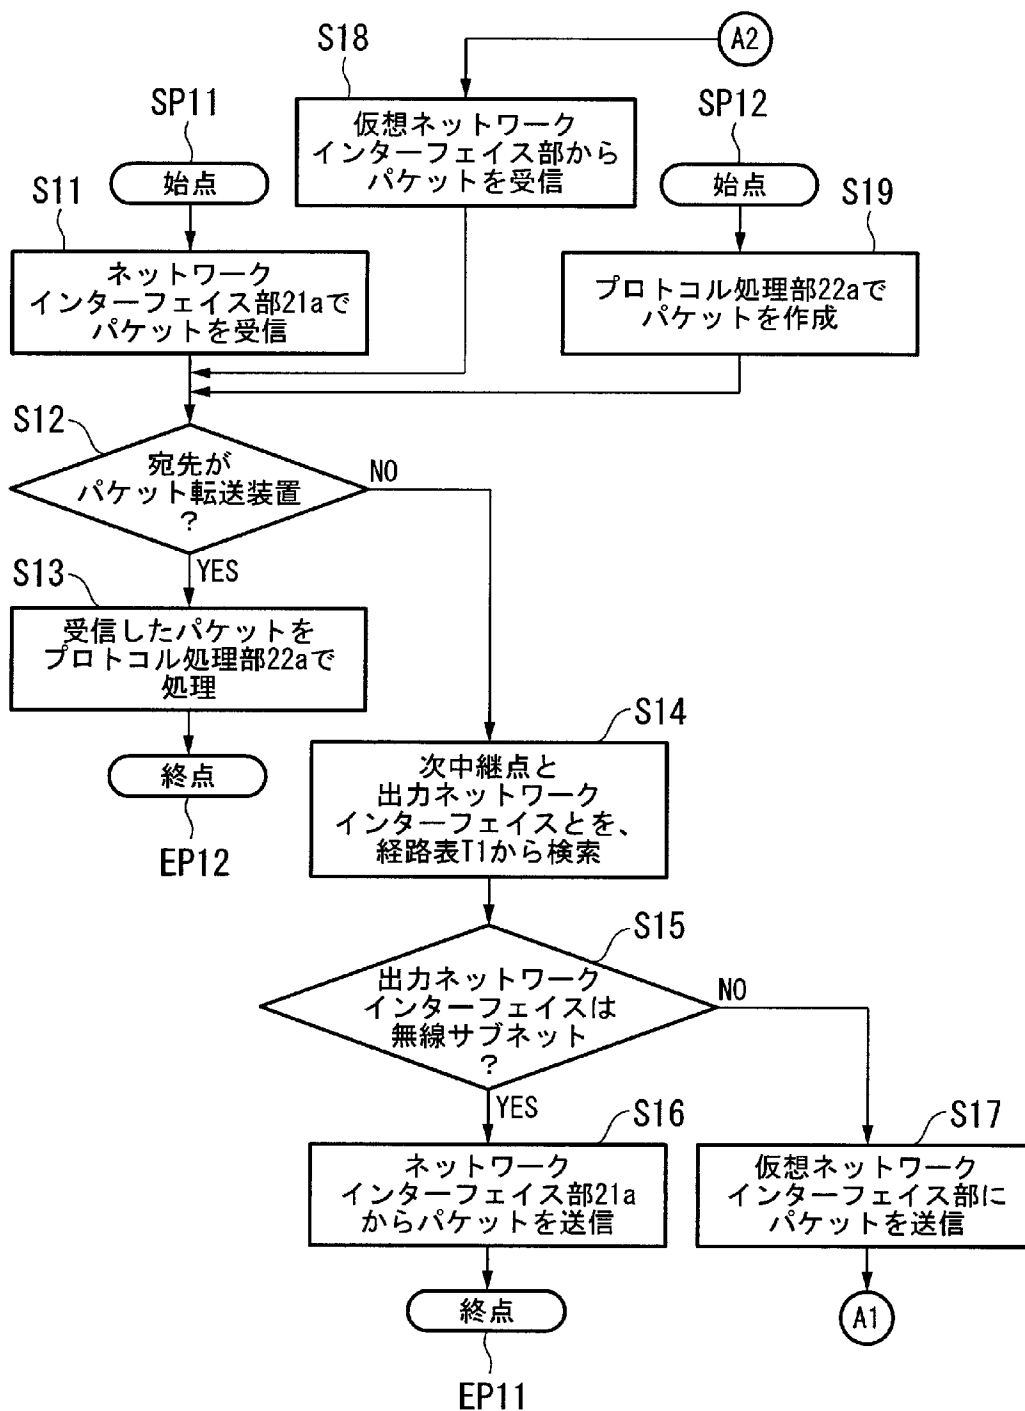 A2
S18
仮想ネットワーク
インターフェイス部から
パケットを受信
SP11
始点
SP12
始点
S11
ネットワーク
インターフェイス部21aで
パケットを受信
S19
プロトコル処理部22aで
パケットを作成
S12
宛先が
パケット転送装置
?
NO
YES
S13
受信したパケットを
プロトコル処理部22aで
処理
終点
EP12
S14
次中継点と
出力ネットワーク
インターフェイスとを、
経路表T1から検索
S15
出力ネットワーク
インターフェイスは
無線サブネット
?
NO
YES
S16
ネットワーク
インターフェイス部21a
からパケットを送信
S17
仮想ネットワーク
インターフェイス部に
パケットを送信
終点
EP11
A1